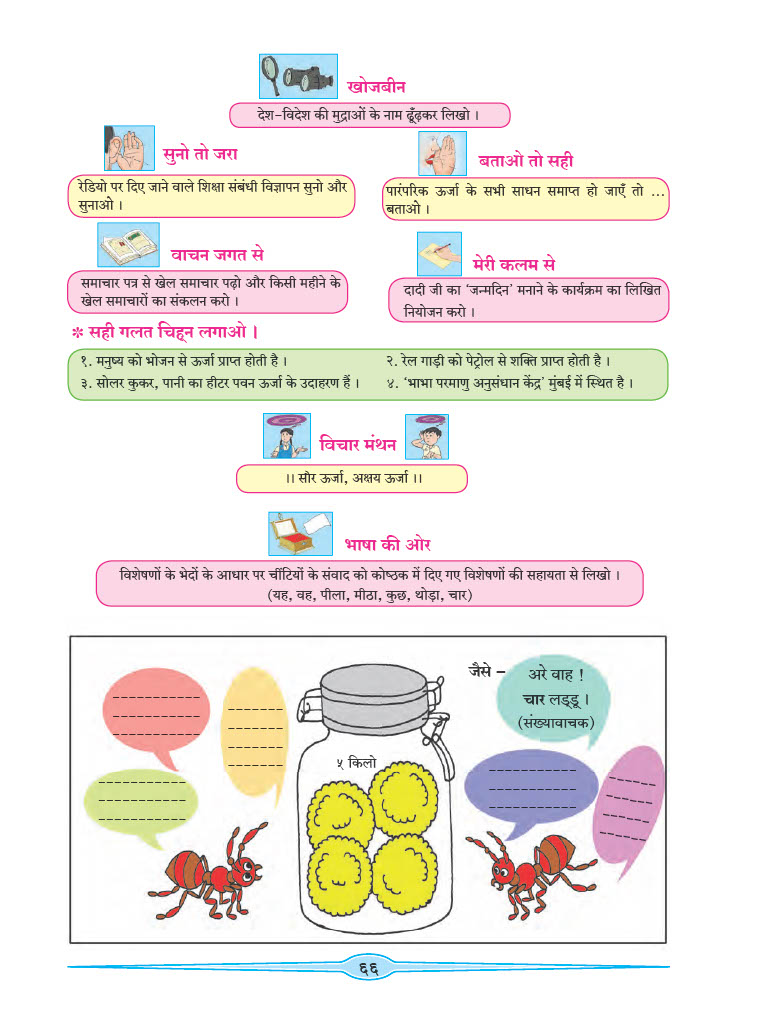 खोजबीन
देश-विदेश की मुद्राओं के नाम ढूँढ़कर लिखो ।
सुनो तो जरा
रेडियो पर दिए जाने वाले शिक्षा संबंधी विज्ञापन सुनो और
सुनाओ ।
बताओ तो सही
पारंपरिक ऊर्जा के सभी साधन समाप्त हो जाएँ तो ...
बताओ ।
वाचन जगत से
समाचार पत्र से खेल समाचार पढ़ो और किसी महीने के
खेल समाचारों का संकलन करो ।
मेरी कलम से
दादी जी का ‘जन्मदिन’ मनाने के कार्यक्रम का लिखित
नियोजन करो ।
* सही गलत चिह्न लगाओ ।
१. मनुष्य को भोजन से ऊर्जा प्राप्त होती है ।
२. रेल गाड़ी को पेट्रोल से शक्ति प्राप्त होती है ।
३. सोलर कुकर, पानी का हीटर पवन ऊर्जा के उदाहरण हैं ।
४. ‘भाभा परमाणु अनुसंधान केंद्र’ मुंबई में स्थित है ।
विचार मंथन
।। सौर ऊर्जा, अक्षय ऊर्जा ।।
भाषा की ओर
विशेषणों के भेदों के आधार पर चींटियों के संवाद को कोष्ठक में दिए गए विशेषणों की सहायता से लिखो ।
(यह, वह, पीला, मीठा, कुछ, थोड़ा, चार)
जैसे –
अरे वाह !
चार लड्डू ।
(संख्यावाचक)
५ किलो
६६